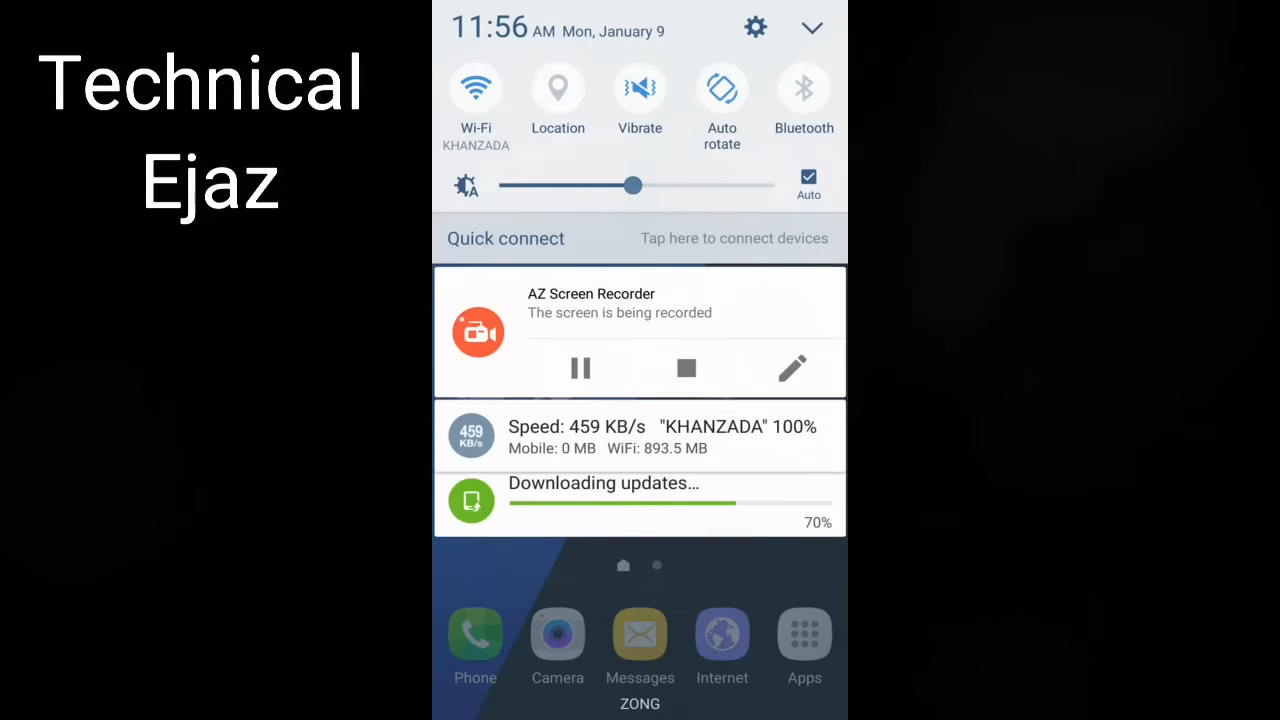 Technical
Ejaz
11:56 AM Mon, January 9
Wi-Fi
KHANZADA
Location
Vibrate
Auto
rotate
Bluetooth
A
Auto
Quick connect
Tap here to connect devices
AZ Screen Recorder
The screen is being recorded
459
KB/s
Speed: 459 KB/s "KHANZADA" 100%
Mobile: 0 MB WiFi: 893.5 MB
Downloading updates...
70%
Phone
Camera
Messages
Internet
Apps
ZONG